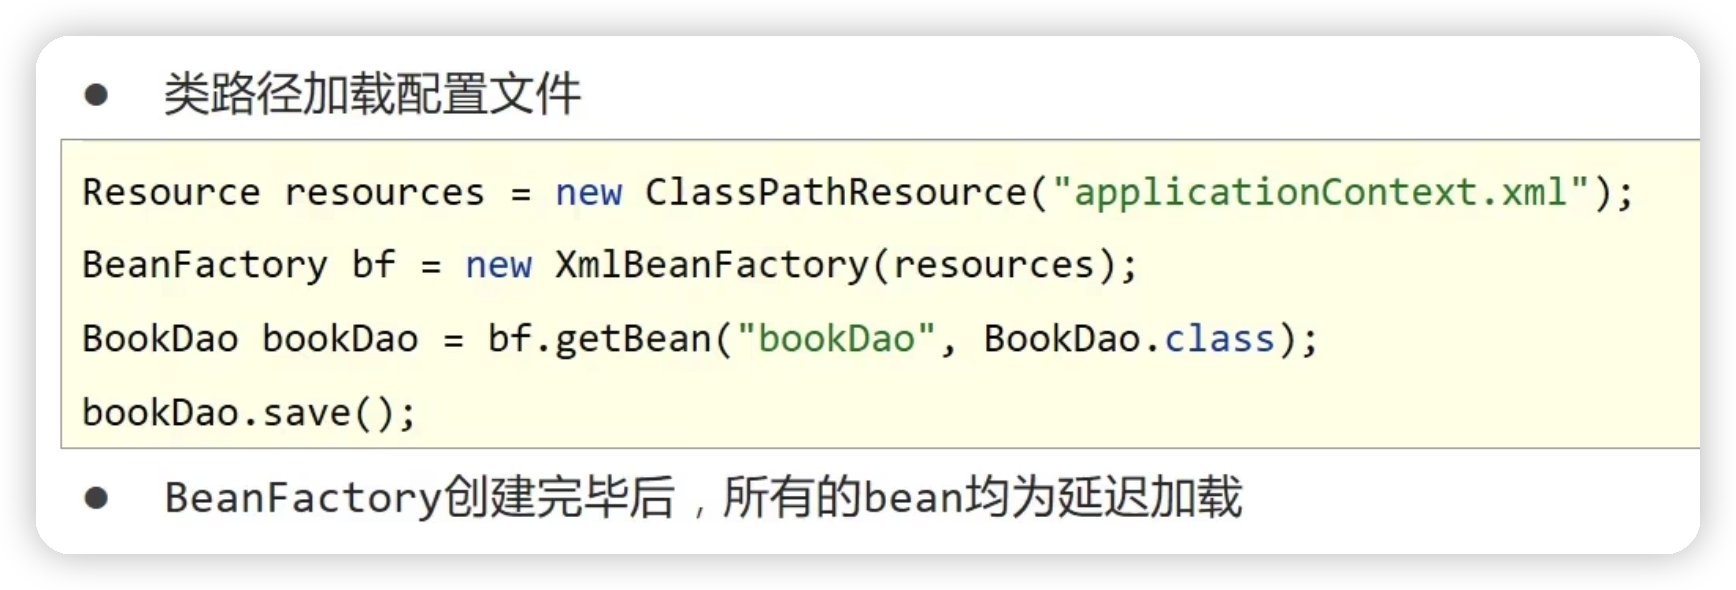 ● 类路径加载配置文件
Resource resources = new ClassPathResource("applicationContext.xml");
BeanFactory bf = new XmlBeanFactory(resources);
BookDao bookDao = bf.getBean("bookDao", BookDao.class);
bookDao.save();
● BeanFactory创建完毕后，所有的bean均为延迟加载